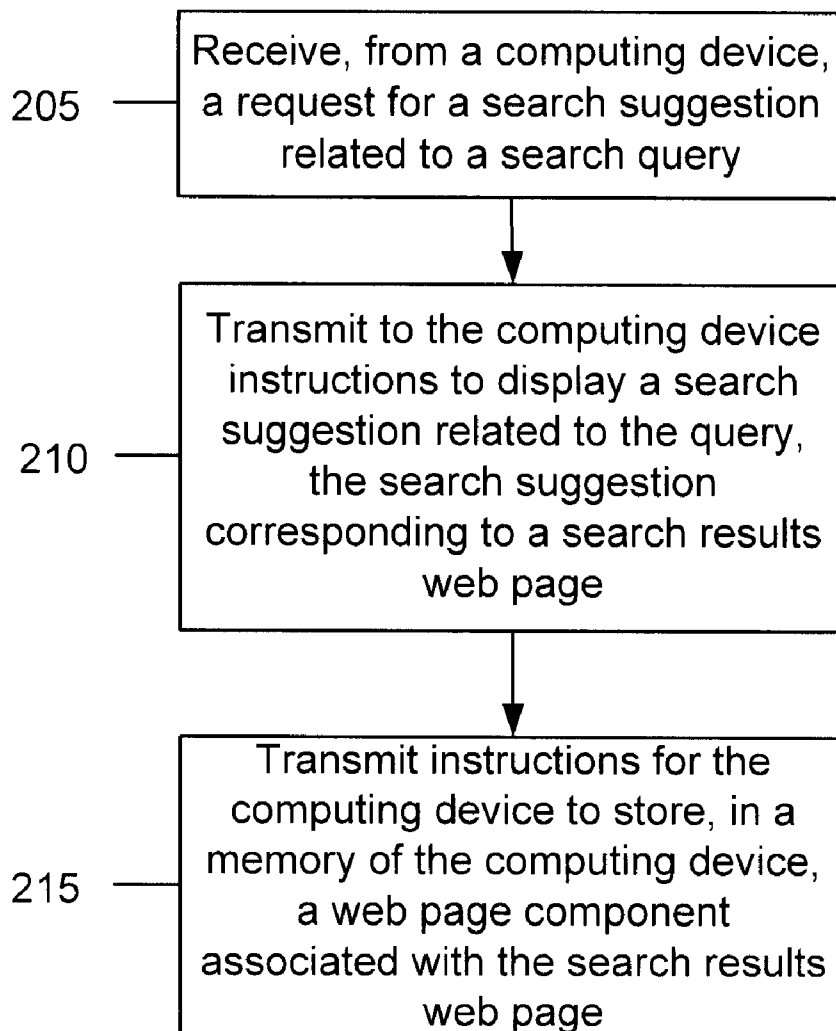 205
Receive, from a computing device,
a request for a search suggestion
related to a search query
210
Transmit to the computing device
instructions to display a search
suggestion related to the query,
the search suggestion
corresponding to a search results
web page
215
Transmit instructions for the
computing device to store, in a
memory of the computing device,
a web page component
associated with the search results
web page